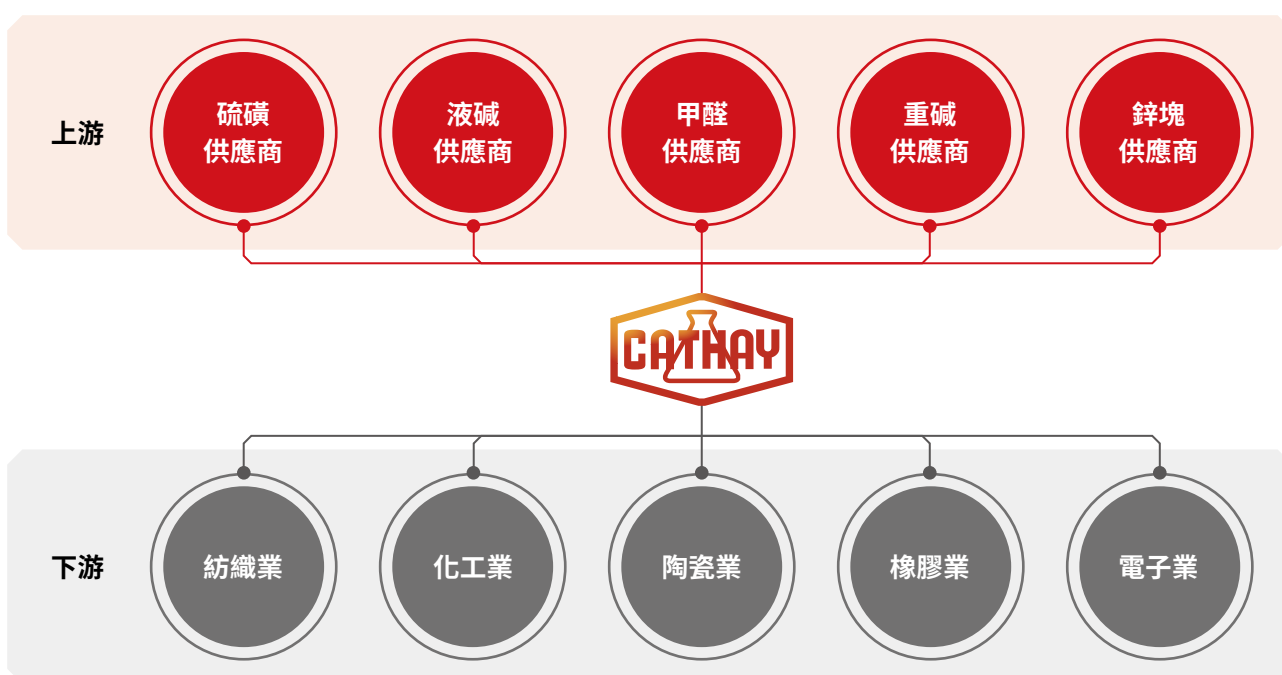 上游
硫磺
供應商
液碱
供應商
甲醛
供應商
重碱
供應商
鋅塊
供應商
CATHAY
下游
紡織業
化工業
陶瓷業
橡膠業
電子業